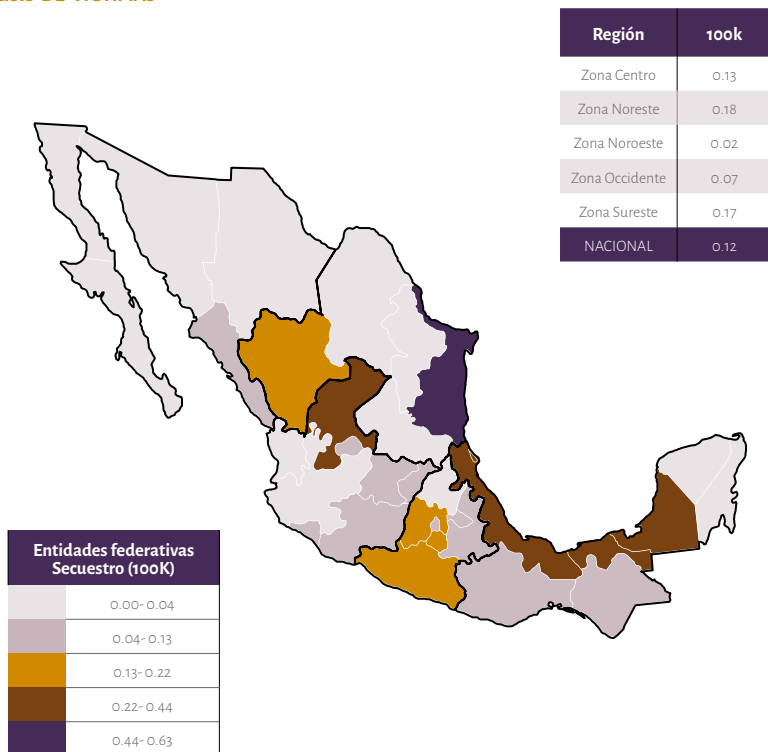 DE
Región 100k
Zona Centro 0.13
Zona Noreste 0.18
Zona Noroeste 0.02
Zona Occidente 0.07
Zona Sureste 0.17
NACIONAL 0.12
Entidades federativas
Secuestro (100K)
0.00-0.04
0.04-0.13
0.13-0.22
0.22-0.44
0.44-0.63